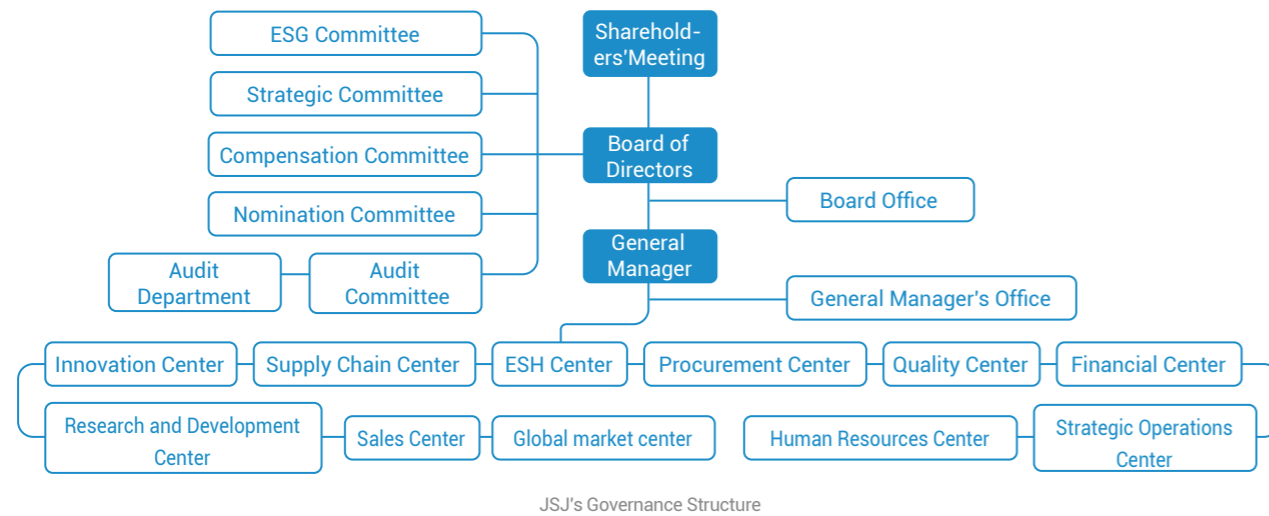 ESG Committee
Sharehold-
ers'Meeting
Strategic Committee
Compensation Committee
Board of
Directors
Nomination Committee
Board Office
General
Manager
Audit
Department
Audit
Committee
General Manager's Office
Innovation Center
Supply Chain Center
ESH Center
Procurement Center
Quality Center
Financial Center
Research and Development
Center
Sales Center
Global market center
Human Resources Center
Strategic Operations
Center
JSJ's Governance Structure